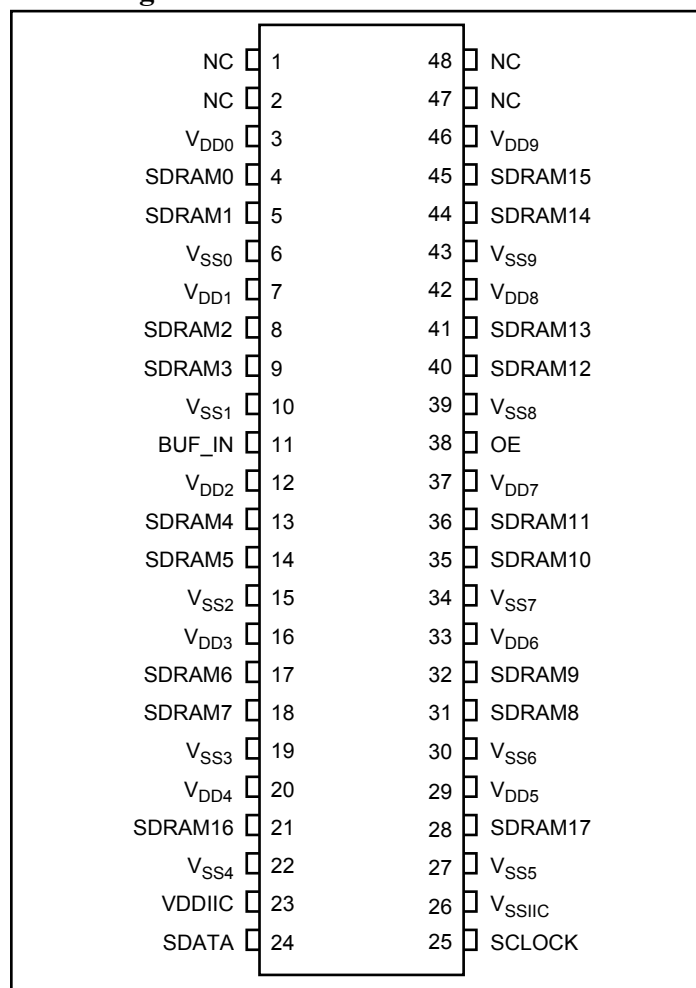 NC 1 48 NC
NC 2 47 NC
VDD0 3 46 VDD9
SDRAM0 4 45 SDRAM15
SDRAM1 5 44 SDRAM14
VSS0 6 43 VSS9
VDD1 7 42 VDD8
SDRAM2 8 41 SDRAM13
SDRAM3 9 40 SDRAM12
VSS1 10 39 VSS8
BUF_IN 11 38 OE
VDD2 12 37 VDD7
SDRAM4 13 36 SDRAM11
SDRAM5 14 35 SDRAM10
VSS2 15 34 VSS7
VDD3 16 33 VDD6
SDRAM6 17 32 SDRAM9
SDRAM7 18 31 SDRAM8
VSS3 19 30 VSS6
VDD4 20 29 VDD5
SDRAM16 21 28 SDRAM17
VSS4 22 27 VSS5
VDDIIC 23 26 VSSIIC
SDATA 24 25 SCLOCK